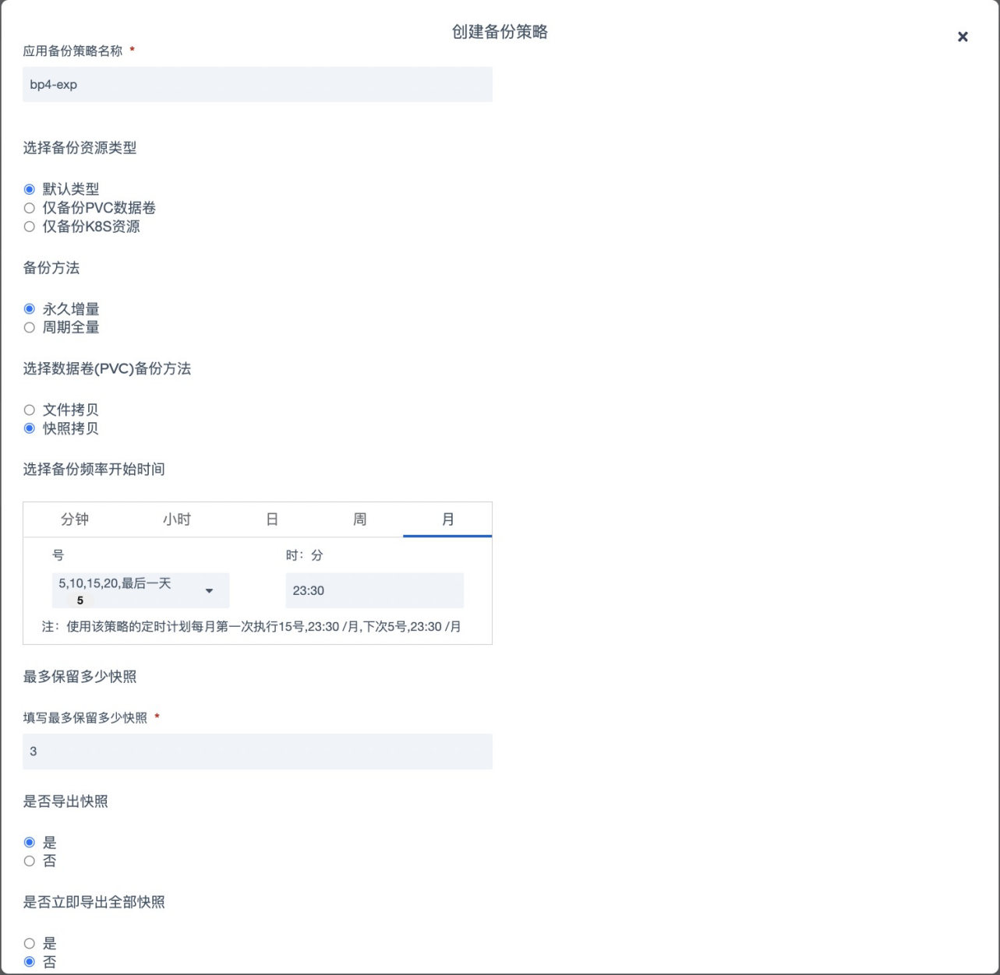 创建备份策略
应用备份策略名称 *
bp4-exp
选择备份资源类型
默认类型
仅备份PVC数据卷
仅备份K8S资源
备份方法
永久增量
周期全量
选择数据卷(PVC)备份方法
文件拷贝
快照拷贝
选择备份频率开始时间
分钟 小时 日 周 月
号 时：分
5,10,15,20,最后一天 23:30
5
注：使用该策略的定时计划每月第一次执行15号,23:30 /月,下次5号,23:30 /月
最多保留多少快照
填写最多保留多少快照 *
3
是否导出快照
是
否
是否立即导出全部快照
是
否